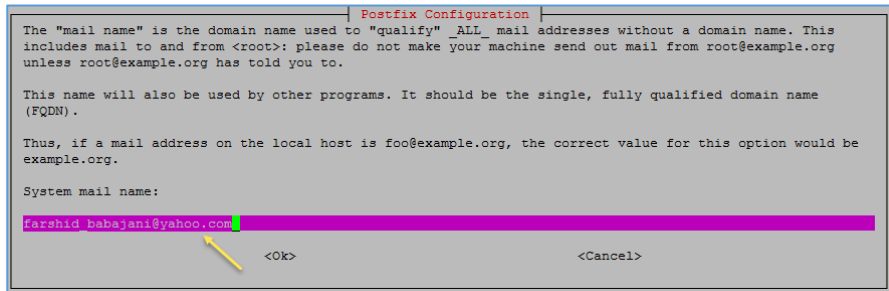 Postfix Configuration
The "mail name" is the domain name used to "qualify" _ALL_ mail addresses without a domain name. This
includes mail to and from <root>: please do not make your machine send out mail from root@example.org
unless root@example.org has told you to.
This name will also be used by other programs. It should be the single, fully qualified domain name
(FQDN).
Thus, if a mail address on the local host is foo@example.org, the correct value for this option would be
example.org.
System mail name:
farshid_babajani@yahoo.com
<Ok> <Cancel>